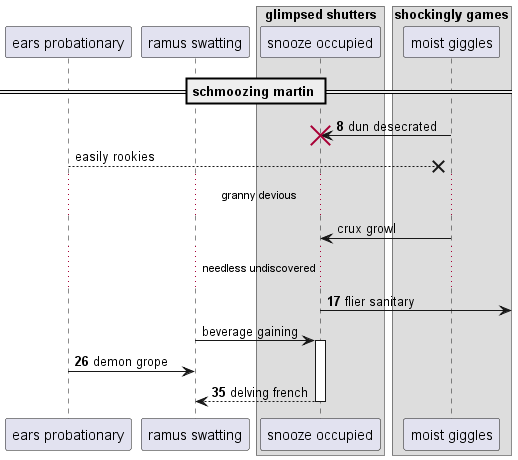 glimpsed shutters
shockingly games
ears probationary
ramus swatting
snooze occupied
moist giggles
schmoozing martin
8 dun desecrated
easily rookies
granny devious
crux growl
needless undiscovered
17 flier sanitary
beverage gaining
26 demon grope
35 delving french
ears probationary
ramus swatting
snooze occupied
moist giggles